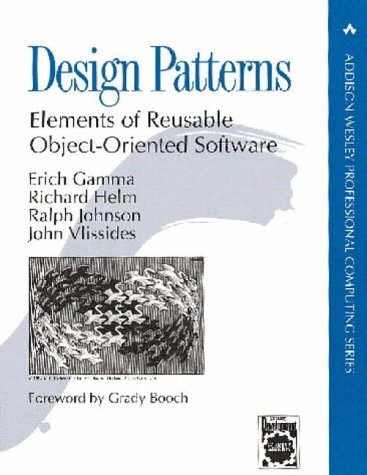 Design Patterns
Elements of Reusable
Object-Oriented Software
Erich Gamma
Richard Helm
Ralph Johnson
John Vlissides
Foreword by Grady Booch
ADDISON WESLEY PROFESSIONAL COMPUTING SERIES
Development